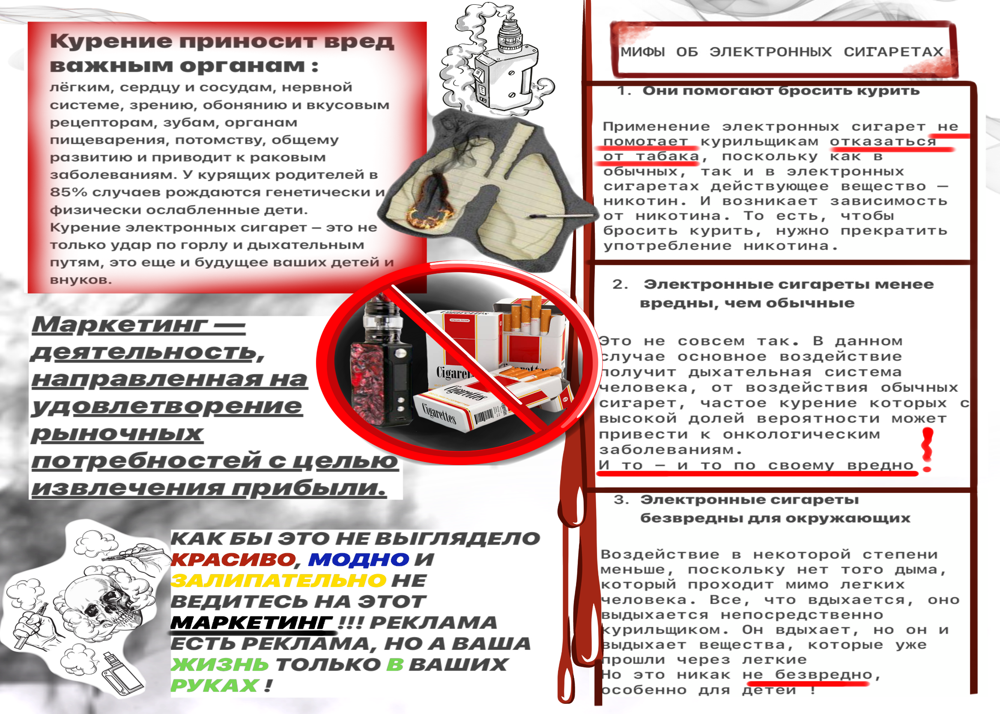 Курение приносит вред
важным органам :
лёгким, сердцу и сосудам, нервной
системе, зрению, обонянию и вкусовым
рецепторам, зубам, органам
пищеварения, потомству, общему
развитию и приводит к раковым
заболеваниям. У курящих родителей в
85% случаев рождаются генетически и
физически ослабленные дети.
Курение электронных сигарет – это не
только удар по горлу и дыхательным
путям, это еще и будущее ваших детей и
внуков.
Маркетинг —
деятельность,
направленная на
удовлетворение
рыночных
потребностей с целью
извлечения прибыли.
Cigarettes
SPECIAL FILTER
Cigarettes
Cigarettes
КАК БЫ ЭТО НЕ ВЫГЛЯДЕЛО
КРАСИВО, МОДНО И
ЗАЛИПАТЕЛЬНО НЕ
ВЕДИТЕСЬ НА ЭТОТ
МАРКЕТИНГ !!! РЕКЛАМА
ЕСТЬ РЕКЛАМА, НО А ВАША
ЖИЗНЬ ТОЛЬКО В ВАШИХ
РУКАХ !
МИФЫ ОБ ЭЛЕКТРОННЫХ СИГАРЕТАХ
1. Они помогают бросить курить
Применение электронных сигарет не
помогает курильщикам отказаться
от табака, поскольку как в
обычных, так и в электронных
сигаретах действующее вещество —
никотин. И возникает зависимость
от никотина. То есть, чтобы
бросить курить, нужно прекратить
употребление никотина.
2. Электронные сигареты менее
вредны, чем обычные
Это не совсем так. В данном
случае основное воздействие
получит дыхательная система
человека, от воздействия обычных
сигарет, частое курение которых с
высокой долей вероятности может
привести к онкологическим
заболеваниям.
И то – и то по своему вредно !
3. Электронные сигареты
безвредны для окружающих
Воздействие в некоторой степени
меньше, поскольку нет того дыма,
который проходит мимо легких
человека. Все, что вдыхается, оно
выдыхается непосредственно
курильщиком. Он вдыхает, но он и
выдыхает вещества, которые уже
прошли через легкие
Но это никак не безвредно,
особенно для детей !